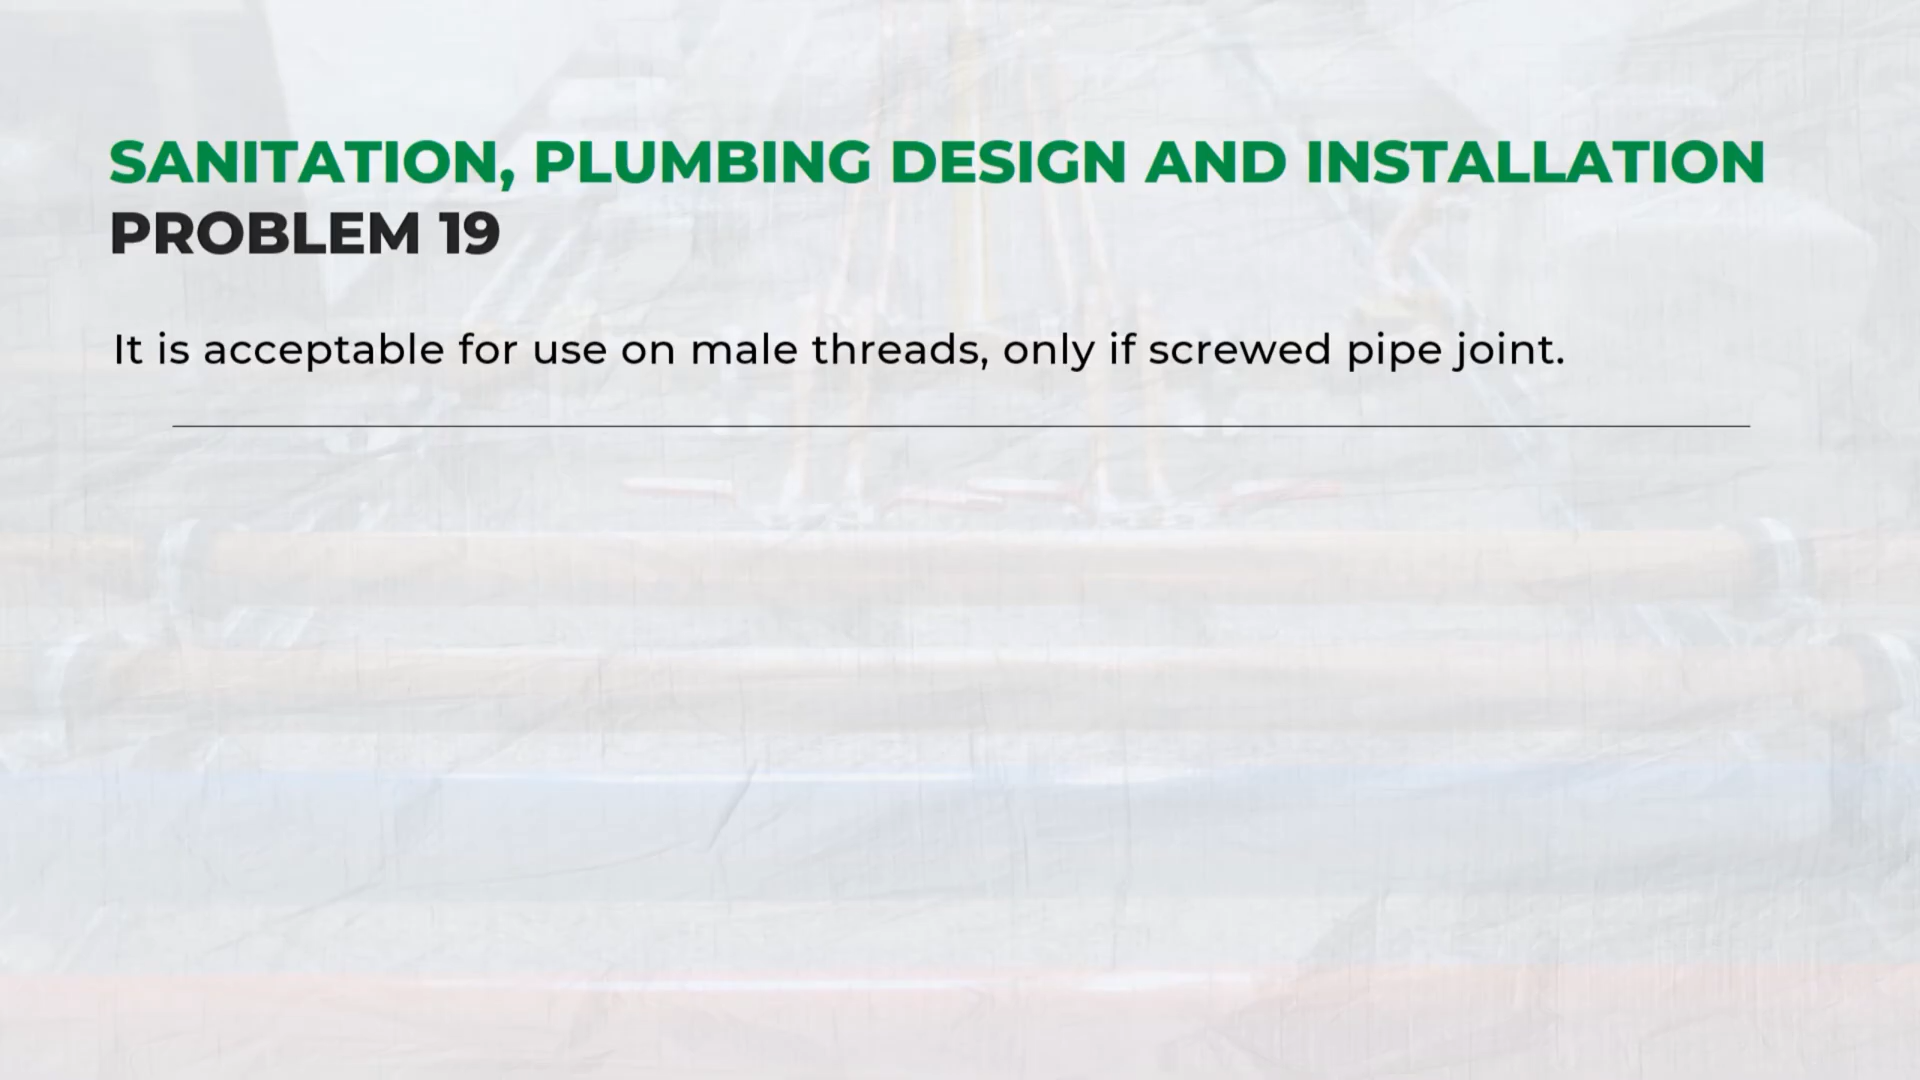 SANITATION, PLUMBING DESIGN AND INSTALLATION
PROBLEM 19
It is acceptable for use on male threads, only if screwed pipe joint.